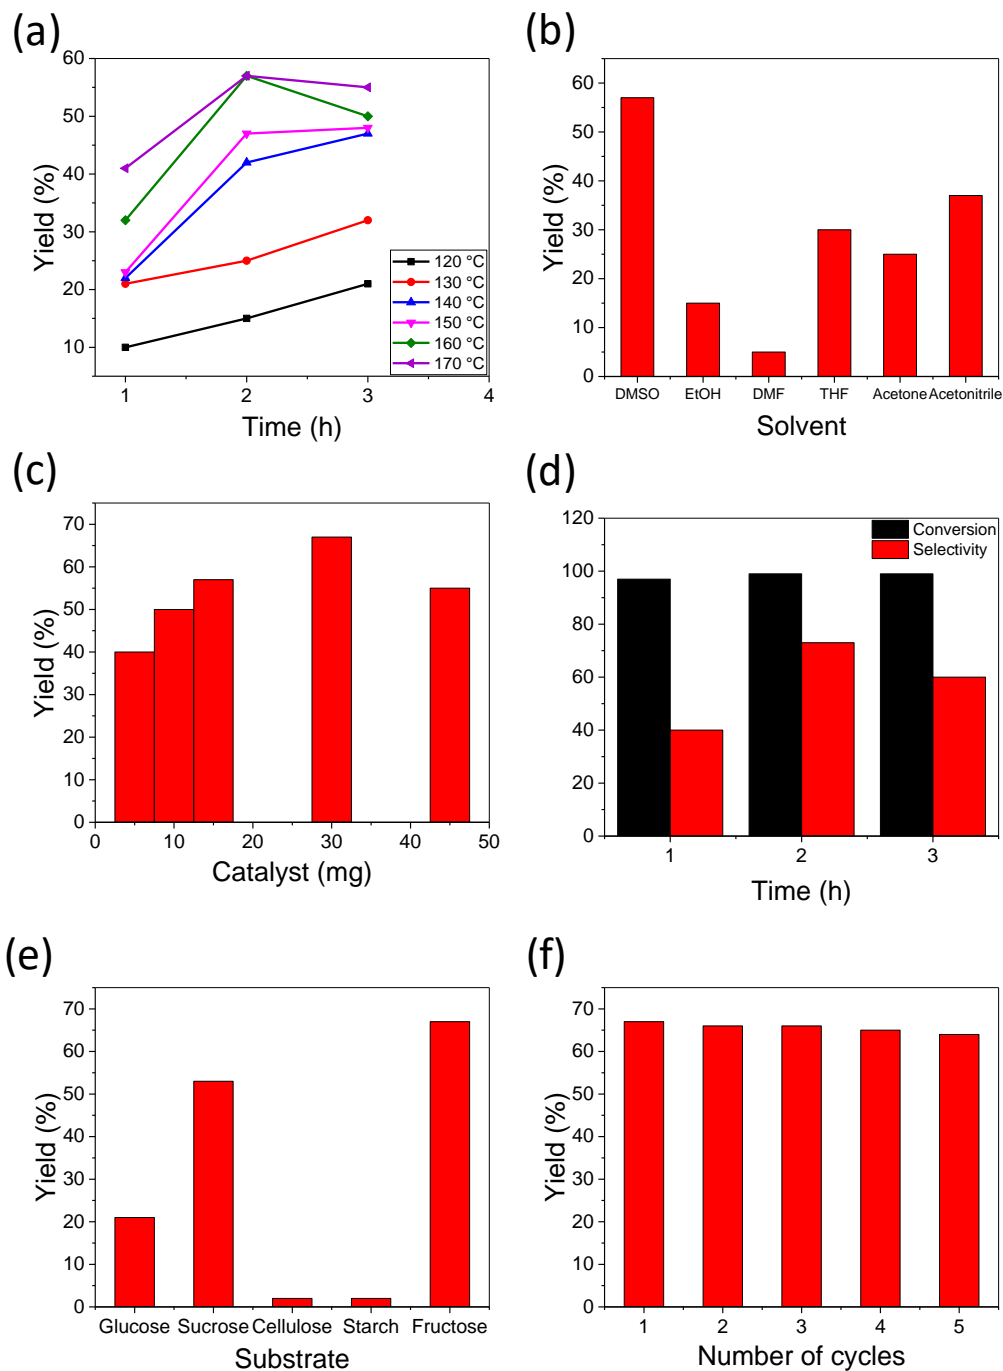 (a)
60
50
40
30
20
10
Yield (%)
120 °C
130 °C
140 °C
150 °C
160 °C
170 °C
1 2 3 4
Time (h)
(b)
60
50
40
30
20
10
0
Yield (%)
DMSO EtOH DMF THF Acetone Acetonitrile
Solvent
(c)
70
60
50
40
30
20
10
0
Yield (%)
0 10 20 30 40 50
Catalyst (mg)
(d)
120
100
80
60
40
20
0
Conversion
Selectivity
1 2 3
Time (h)
(e)
70
60
50
40
30
20
10
0
Yield (%)
Glucose Sucrose Cellulose Starch Fructose
Substrate
(f)
70
60
50
40
30
20
10
0
Yield (%)
1 2 3 4 5
Number of cycles